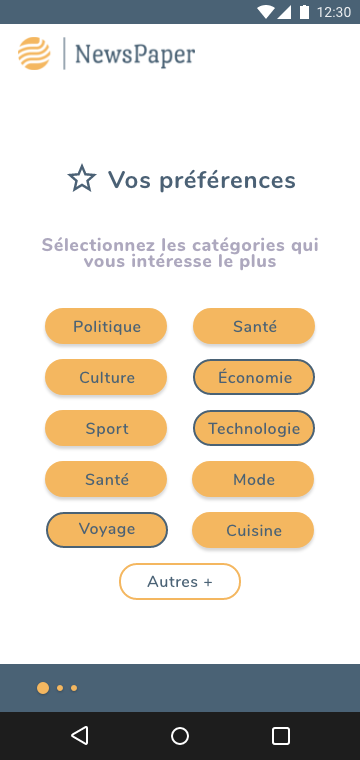 12:30
NewsPaper
Vos préférences
Sélectionnez les catégories qui
vous intéresse le plus
Politique
Santé
Culture
Économie
Sport
Technologie
Santé
Mode
Voyage
Cuisine
Autres +